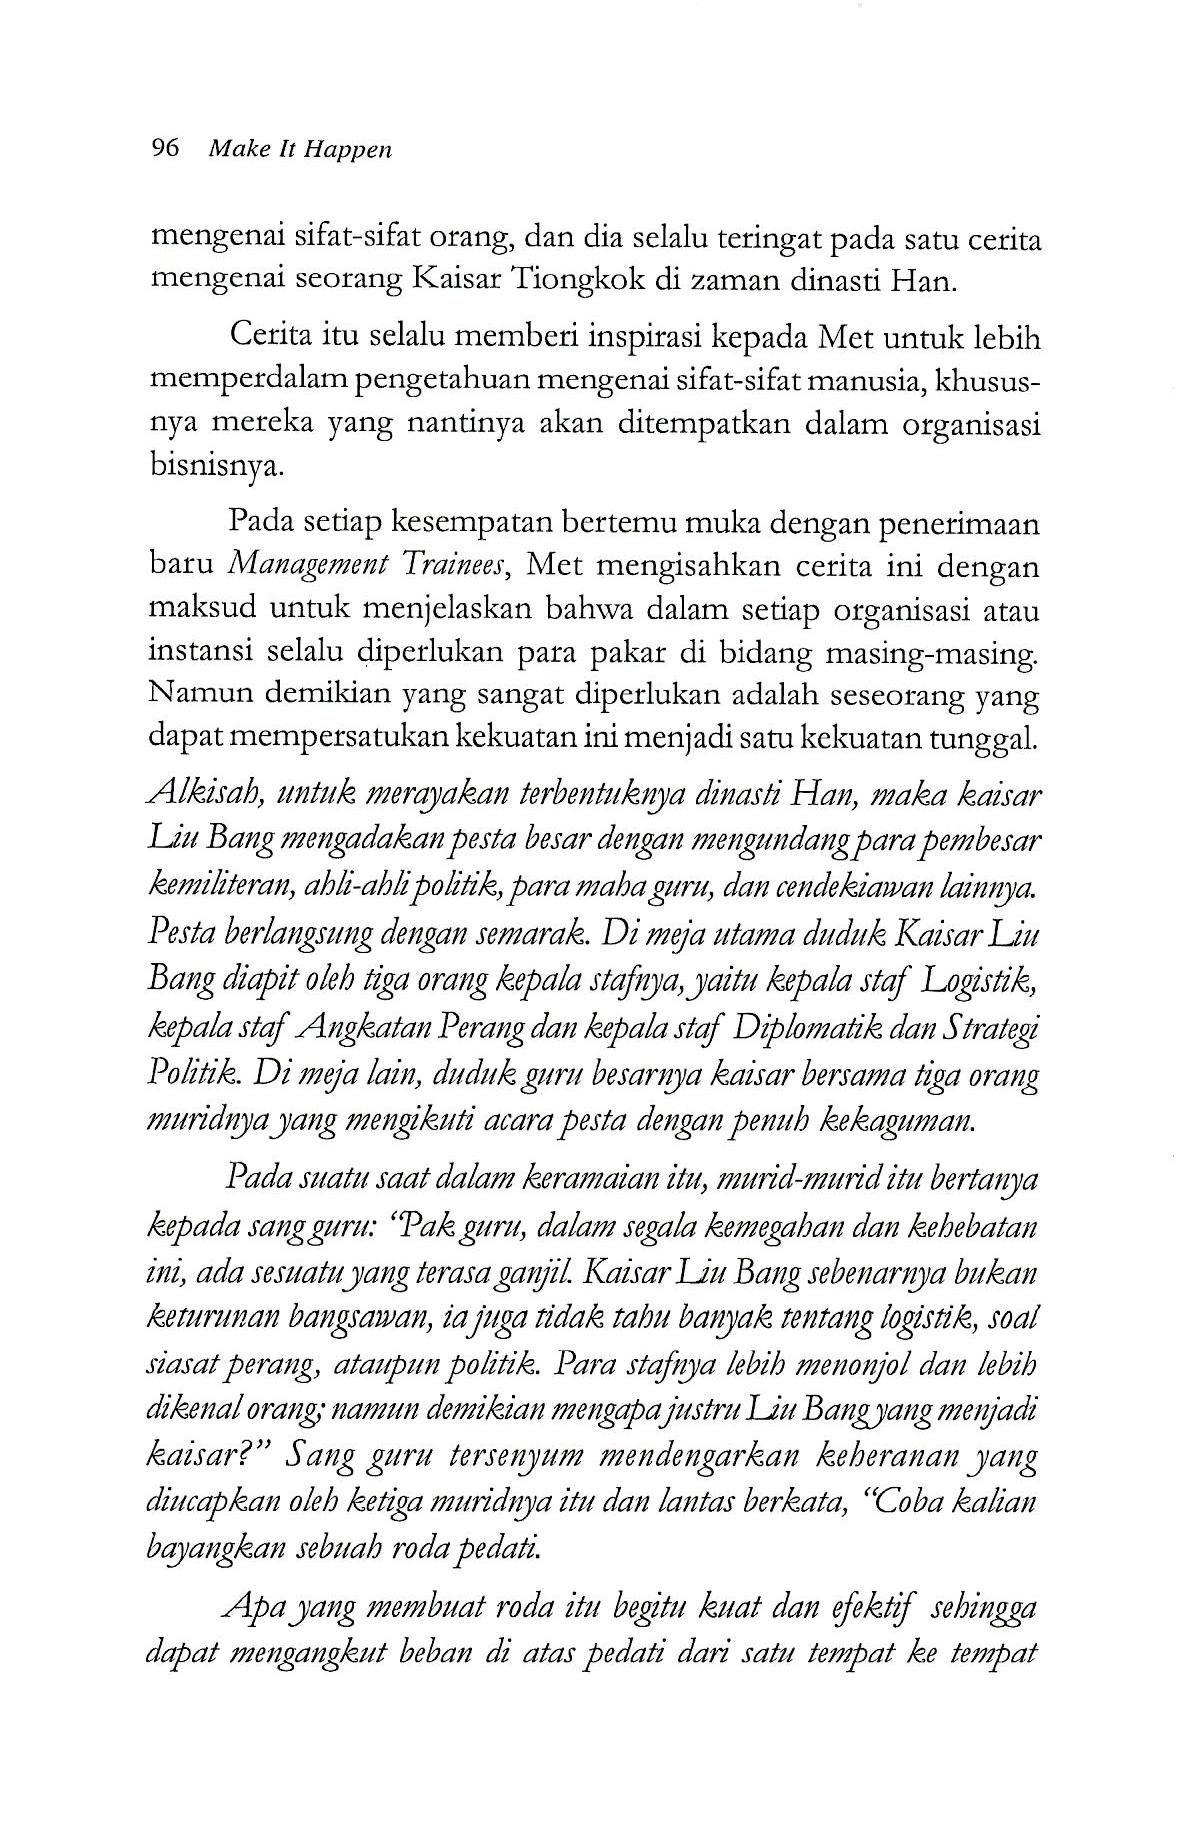 96 Make It Happen
mengenai sifat-sifat orang, dan dia selalu teringat pada satu cerita
mengenai seorang Kaisar Tiongkok di zaman dinasti Han.
Cerita itu selalu memberi inspirasi kepada Met untuk lebih
memperdalam pengetahuan mengenai sifat-sifat manusia, khusus-
nya mereka yang nantinya akan ditempatkan dalam organisasi
bisnisnya.
Pada setiap kesempatan bertemu muka dengan penerimaan
baru Management Trainees, Met mengisahkan cerita ini dengan
maksud untuk menjelaskan bahwa dalam setiap organisasi atau
instansi selalu diperlukan para pakar di bidang masing-masing.
Namun demikian yang sangat diperlukan adalah seseorang yang
dapat mempersatukan kekuatan ini menjadi satu kekuatan tunggal.
Alkisah, untuk merayakan terbentuknya dinasti Han, maka kaisar
Liu Bang mengadakan pesta besar dengan mengundang para pembesar
kemiliteran, ahli-ahli politik, para maha guru, dan cendekiawan lainnya.
Pesta berlangsung dengan semarak. Di meja utama duduk Kaisar Liu
Bang diapit oleh tiga orang kepala stafnya, yaitu kepala staf Logistik,
kepala staf Angkatan Perang dan kepala staf Diplomatik dan Strategi
Politik. Di meja lain, duduk guru besarnya kaisar bersama tiga orang
muridnya yang mengikuti acara pesta dengan penuh kekaguman.
Pada suatu saat dalam keramaian itu, murid-murid itu bertanya
kepada sang guru: “Pak guru, dalam segala kemegahan dan kehebatan
ini, ada sesuatu yang terasa ganjil. Kaisar Liu Bang sebenarnya bukan
keturunan bangsawan, ia juga tidak tahu banyak tentang logistik, soal
siasat perang, ataupun politik. Para stafnya lebih menonjol dan lebih
dikenal orang; namun demikian mengapa justru Liu Bang yang menjadi
kaisar?” Sang guru tersenyum mendengarkan keheranan yang
diucapkan oleh ketiga muridnya itu dan lantas berkata, “Coba kalian
bayangkan sebuah roda pedati.
Apa yang membuat roda itu begitu kuat dan efektif sehingga
dapat mengangkut beban di atas pedati dari satu tempat ke tempat